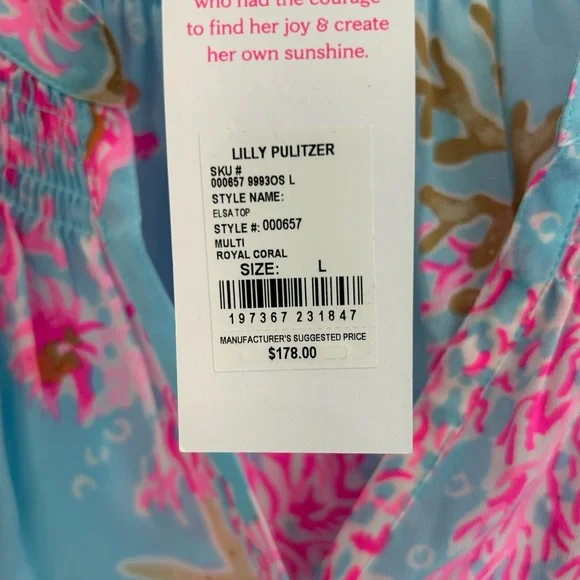 who had the courage
to find her joy & create
her own sunshine.
LILLY PULITZER
SKU #
000657 9993OS L
STYLE NAME:
ELSA TOP
STYLE #: 000657
MULTI
ROYAL CORAL
SIZE: L
197367 231847
MANUFACTURER'S SUGGESTED PRICE
$178.00